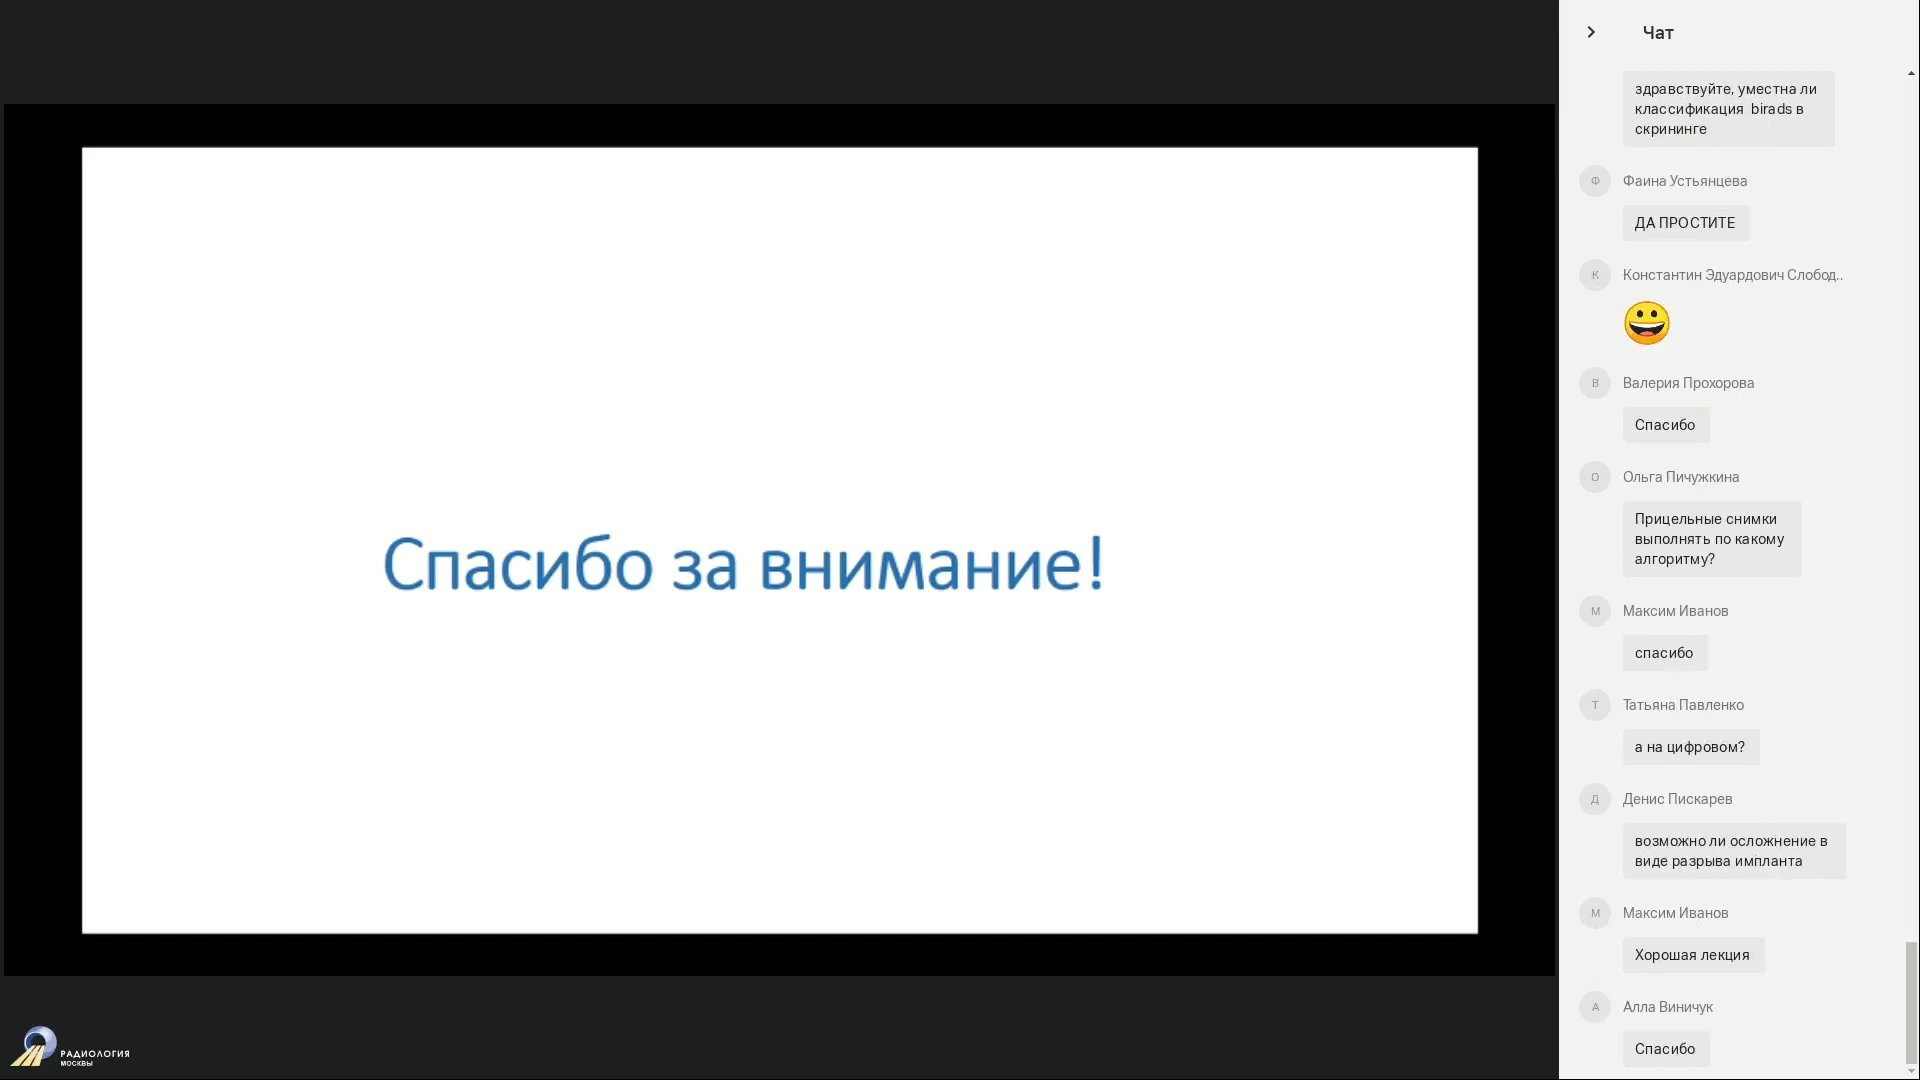 Спасибо за внимание!
РАДИОЛОГИЯ
МОСКВЫ
Чат
здравствуйте, уместна ли
классификация birads в
скрининге
Ф
Фаина Устьянцева
ДА ПРОСТИТЕ
К
Константин Эдуардович Слобод..
В
Валерия Прохорова
Спасибо
О
Ольга Пичужкина
Прицельные снимки
выполнять по какому
алгоритму?
М
Максим Иванов
спасибо
Т
Татьяна Павленко
а на цифровом?
Д
Денис Пискарев
возможно ли осложнение в
виде разрыва импланта
М
Максим Иванов
Хорошая лекция
А
Алла Виничук
Спасибо